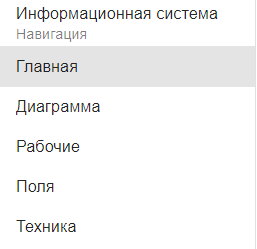 Информационная система
Навигация
Главная
Диаграмма
Рабочие
Поля
Техника